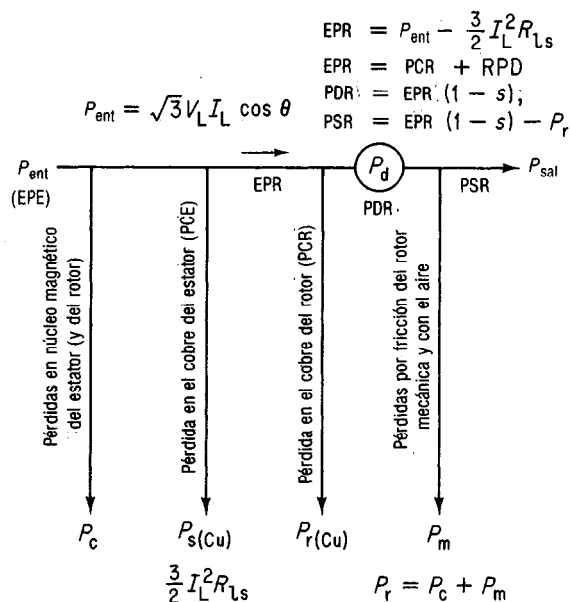 EPR = P_ent - 3/2 I_L^2 R_ls
EPR = PCR + RPD
PDR = EPR (1 - s);
PSR = EPR (1 - s) - P_r
P_ent = √3 V_L I_L cos θ
P_ent
(EPE)
EPR
P_d
PDR
PSR
P_sal
Pérdidas en núcleo magnético
del estator (y del rotor)
Pérdida en el cobre del estator (PCE)
Pérdida en el cobre del rotor (PCR)
Pérdidas por fricción del rotor
mecánica y con el aire
P_c
P_s(Cu)
P_r(Cu)
P_m
3/2 I_L^2 R_ls
P_r = P_c + P_m